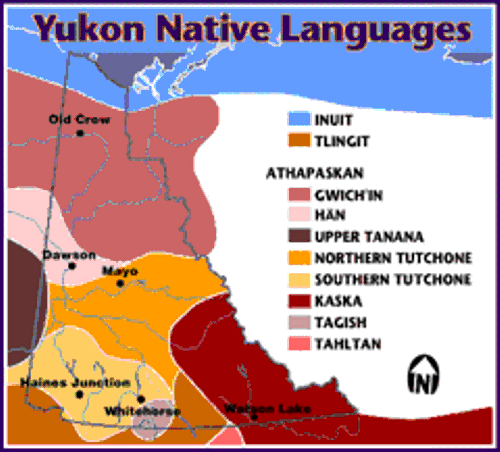 Yukon Native Languages
Old Crow
INUIT
TLINGIT
ATHAPASKAN
GWICH'IN
HÄN
UPPER TANANA
NORTHERN TUTCHONE
SOUTHERN TUTCHONE
KASKA
TAGISH
TAHLTAN
Dawson
Mayo
Haines Junction
Whitehorse
Watson Lake
N